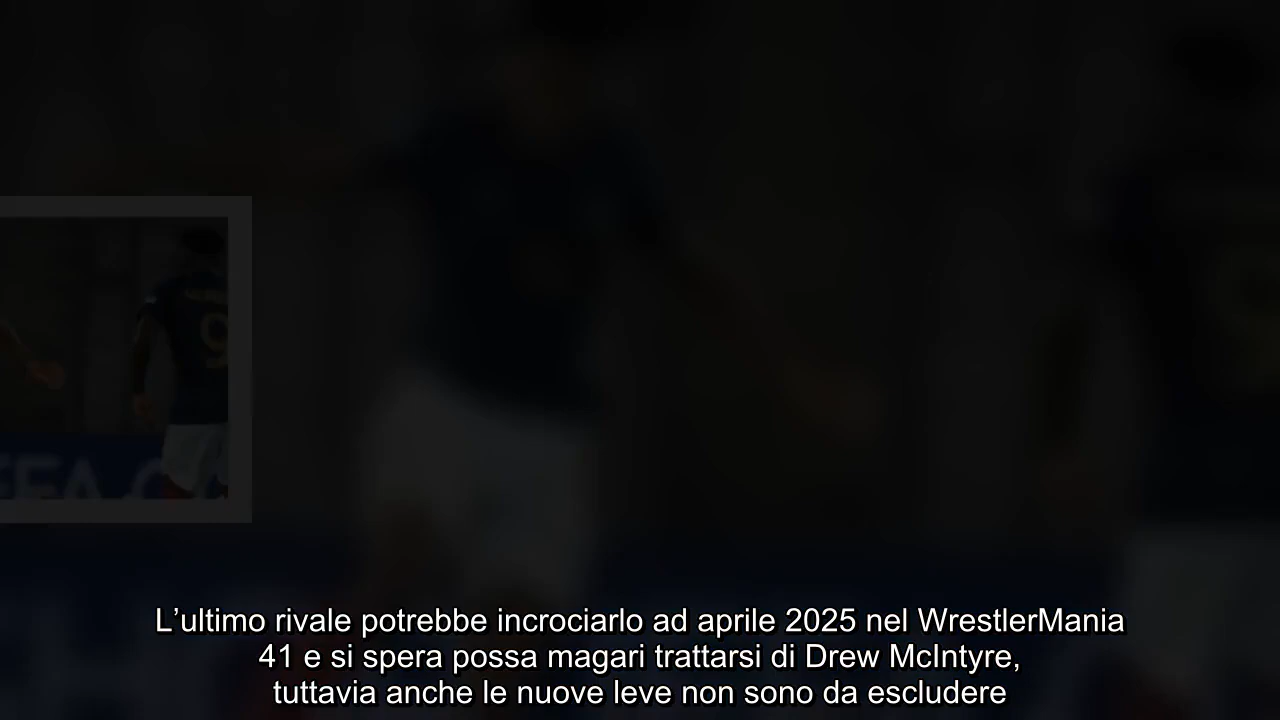 L’ultimo rivale potrebbe incrociarlo ad aprile 2025 nel WrestlerMania
41 e si spera possa magari trattarsi di Drew McIntyre,
tuttavia anche le nuove leve non sono da escludere
9